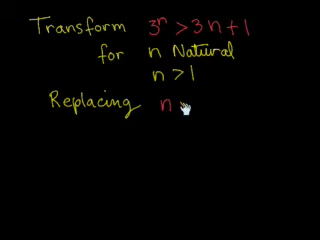 Transform 3ⁿ > 3n + 1
for n Natural
n > 1
Replacing n